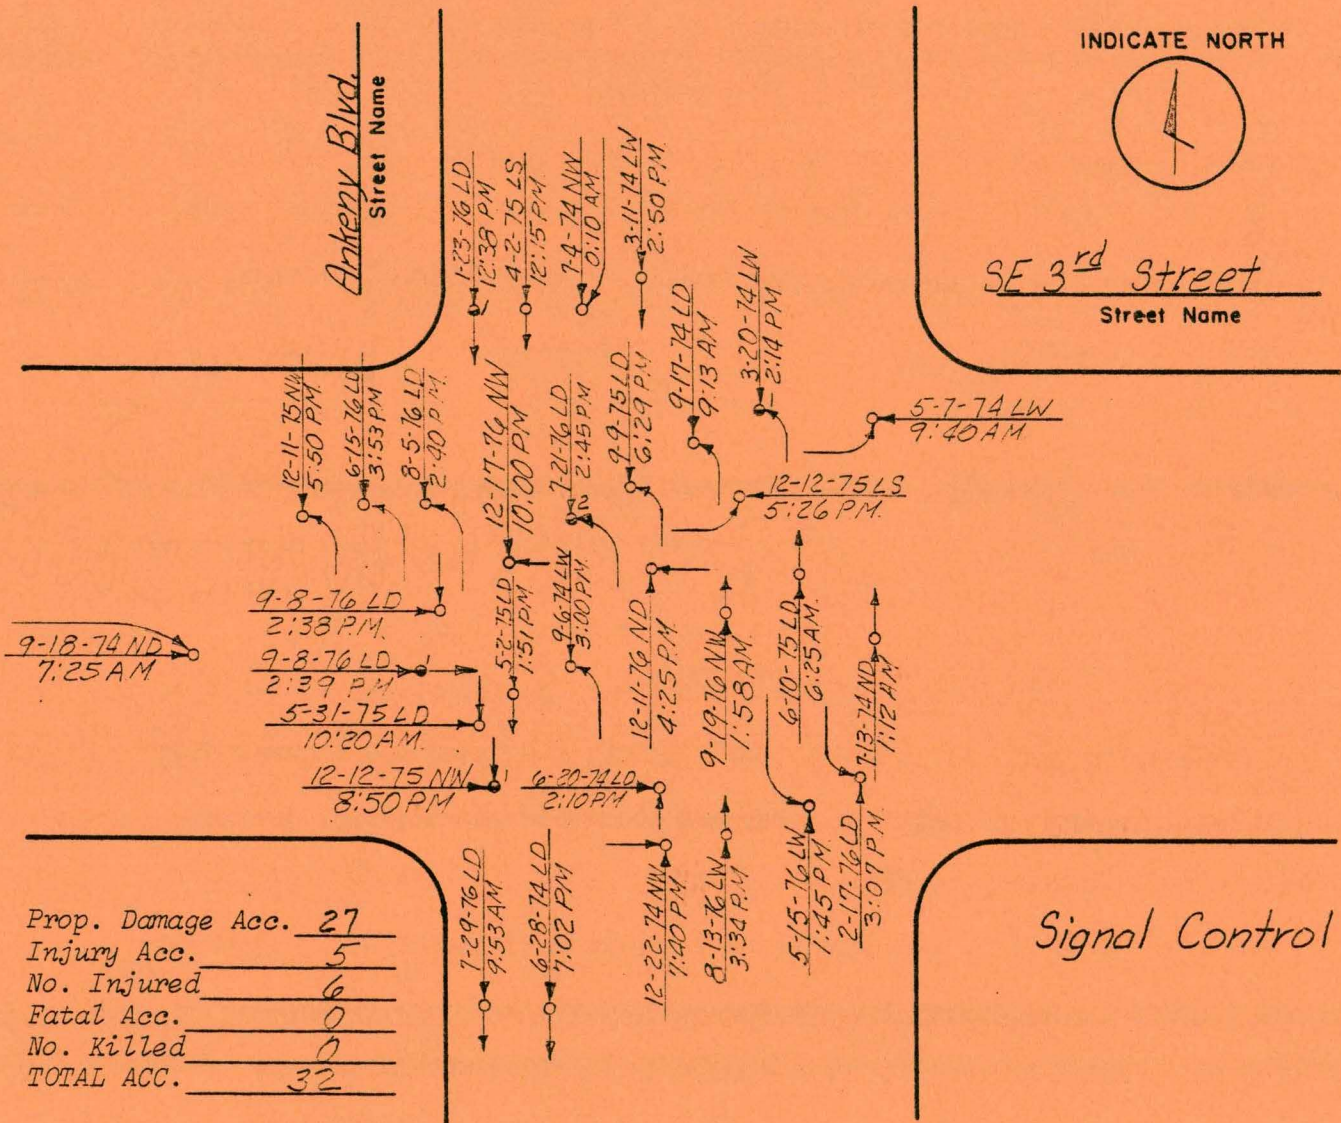 INDICATE NORTH
Ankeny Blvd.
Street Name
SE 3rd Street
Street Name
1-23-76 LD
12:38 PM
4-2-75 LS
12:15 PM
7-4-74 NW
0:10 AM
3-11-74 LW
2:50 PM
12-11-75 NW
5:50 PM
6-15-76 LD
3:53 PM
8-5-76 LD
2:40 P.M.
12-17-76 NW
10:00 PM
7-21-76 LD
2:45 PM
2
9-9-75 LD
6:29 PM
9-17-74 LD
9:13 AM
3-20-74 LW
2:14 PM
5-7-74 LW
9:40 AM
12-12-75 LS
5:26 P.M.
9-8-76 LD
2:38 P.M.
9-18-74 ND
7:25 AM
9-8-76 LD
1
2:39 PM
5-31-75 LD
10:20 AM.
12-12-75 NW
1
8:50 PM
5-2-75 LD
1:51 PM
9-6-74 LW
3:00 PM.
12-11-76 ND
4:25 P.M.
9-19-76 NW
1:58 AM.
6-10-75 LD
6:25 AM.
7-13-74 ND
1:12 AM
6-20-74 LD
2:10 PM
7-29-76 LD
9:53 AM
6-28-74 LD
7:02 PM
12-22-74 NW
7:40 PM
8-13-76 LW
3:34 P.M
5-15-76 LW
1:45 P.M.
2-17-76 LD
3:07 P.M.
Prop. Damage Acc. 27
Injury Acc. 5
No. Injured 6
Fatal Acc. 0
No. Killed 0
TOTAL ACC. 32
Signal Control